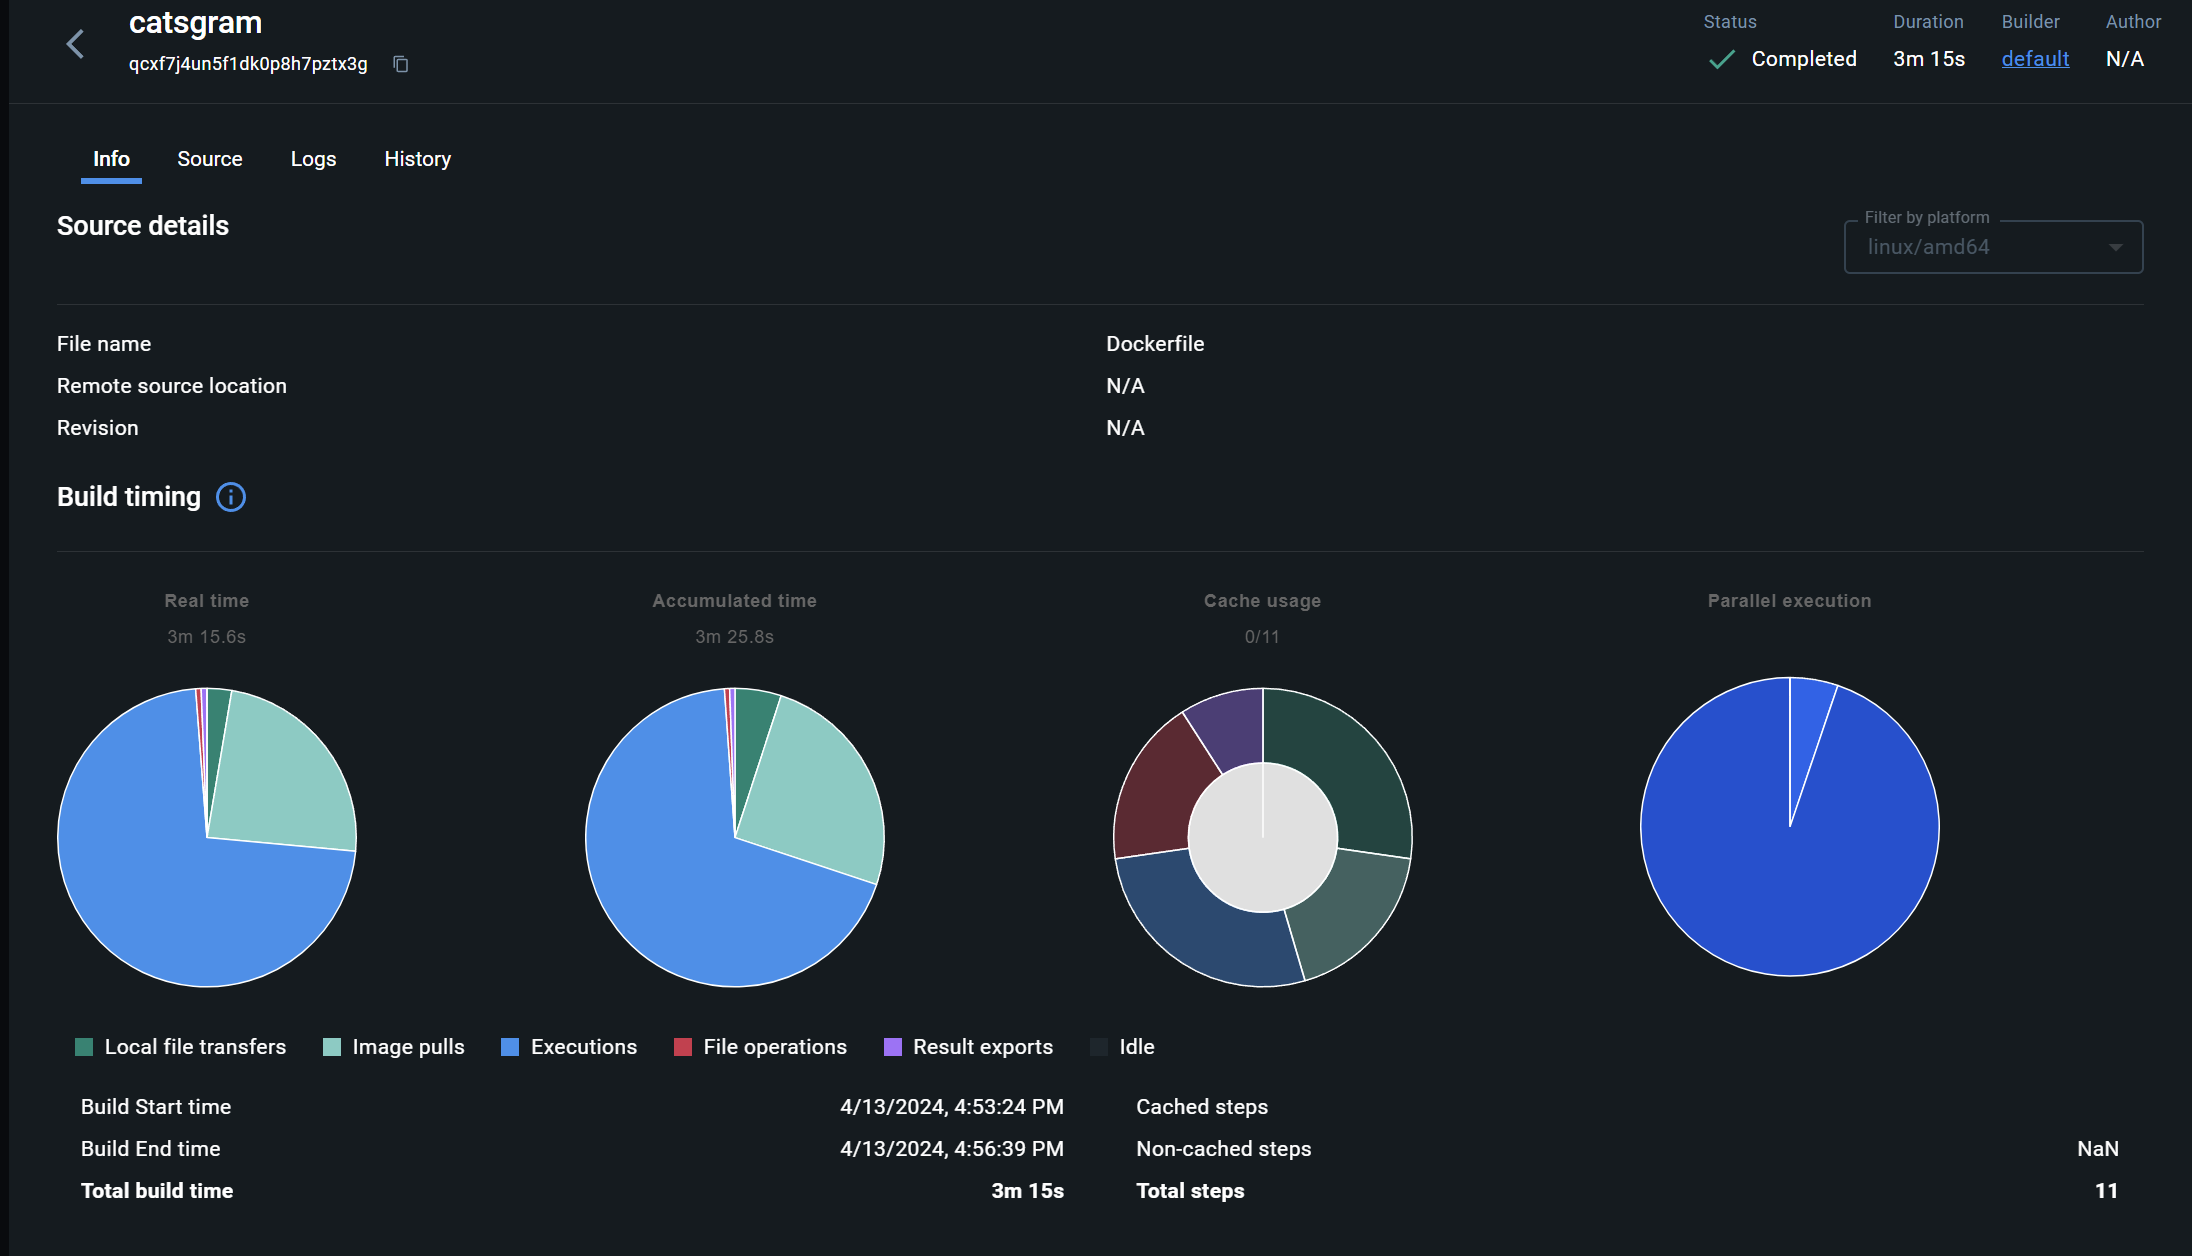 catsgram
qcxf7j4un5f1dk0p8h7pztx3g
Status Duration Builder Author
Completed 3m 15s default N/A
Info Source Logs History
Source details
Filter by platform
linux/amd64
File name Dockerfile
Remote source location N/A
Revision N/A
Build timing
Real time Accumulated time Cache usage Parallel execution
3m 15.6s 3m 25.8s 0/11
Local file transfers Image pulls Executions File operations Result exports Idle
Build Start time 4/13/2024, 4:53:24 PM Cached steps
Build End time 4/13/2024, 4:56:39 PM Non-cached steps NaN
Total build time 3m 15s Total steps 11